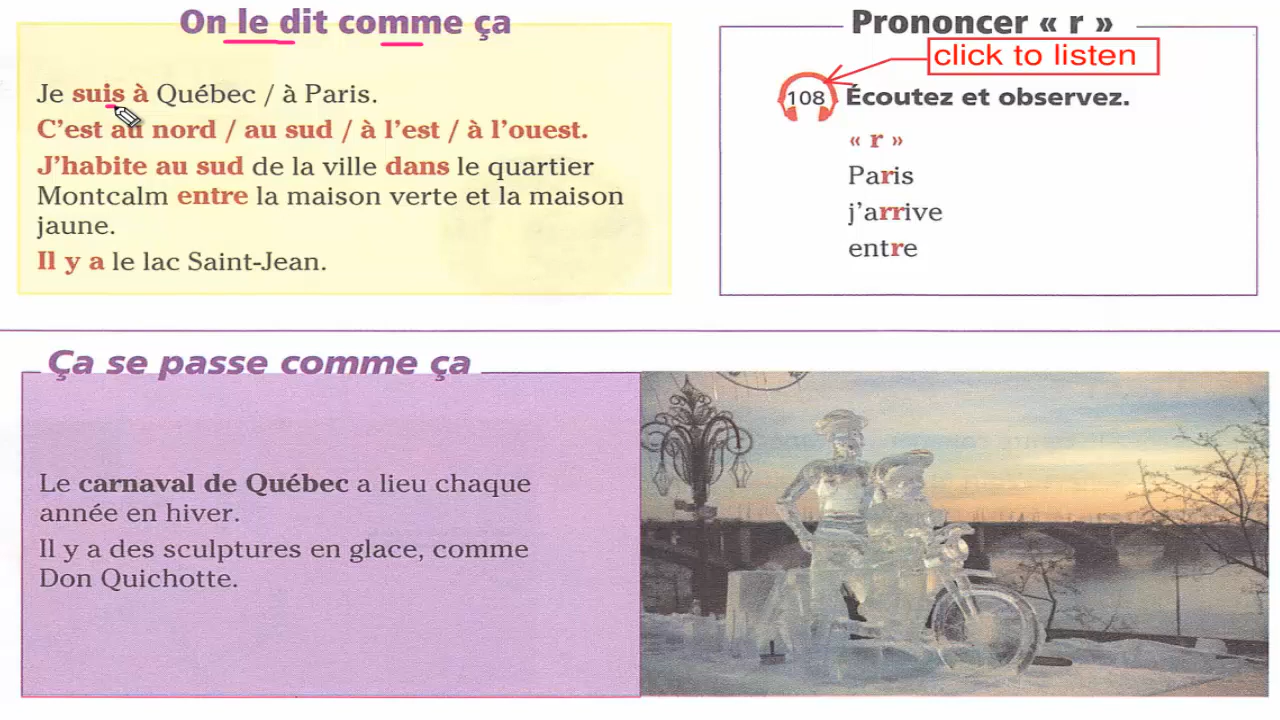 On le dit comme ça
Je suis à Québec / à Paris.
C'est au nord / au sud / à l'est / à l'ouest.
J'habite au sud de la ville dans le quartier
Montcalm entre la maison verte et la maison
jaune.
Il y a le lac Saint-Jean.
Prononcer « r »
click to listen
108 Écoutez et observez.
« r »
Paris
j'arrive
entre
Ça se passe comme ça
Le carnaval de Québec a lieu chaque
année en hiver.
Il y a des sculptures en glace, comme
Don Quichotte.